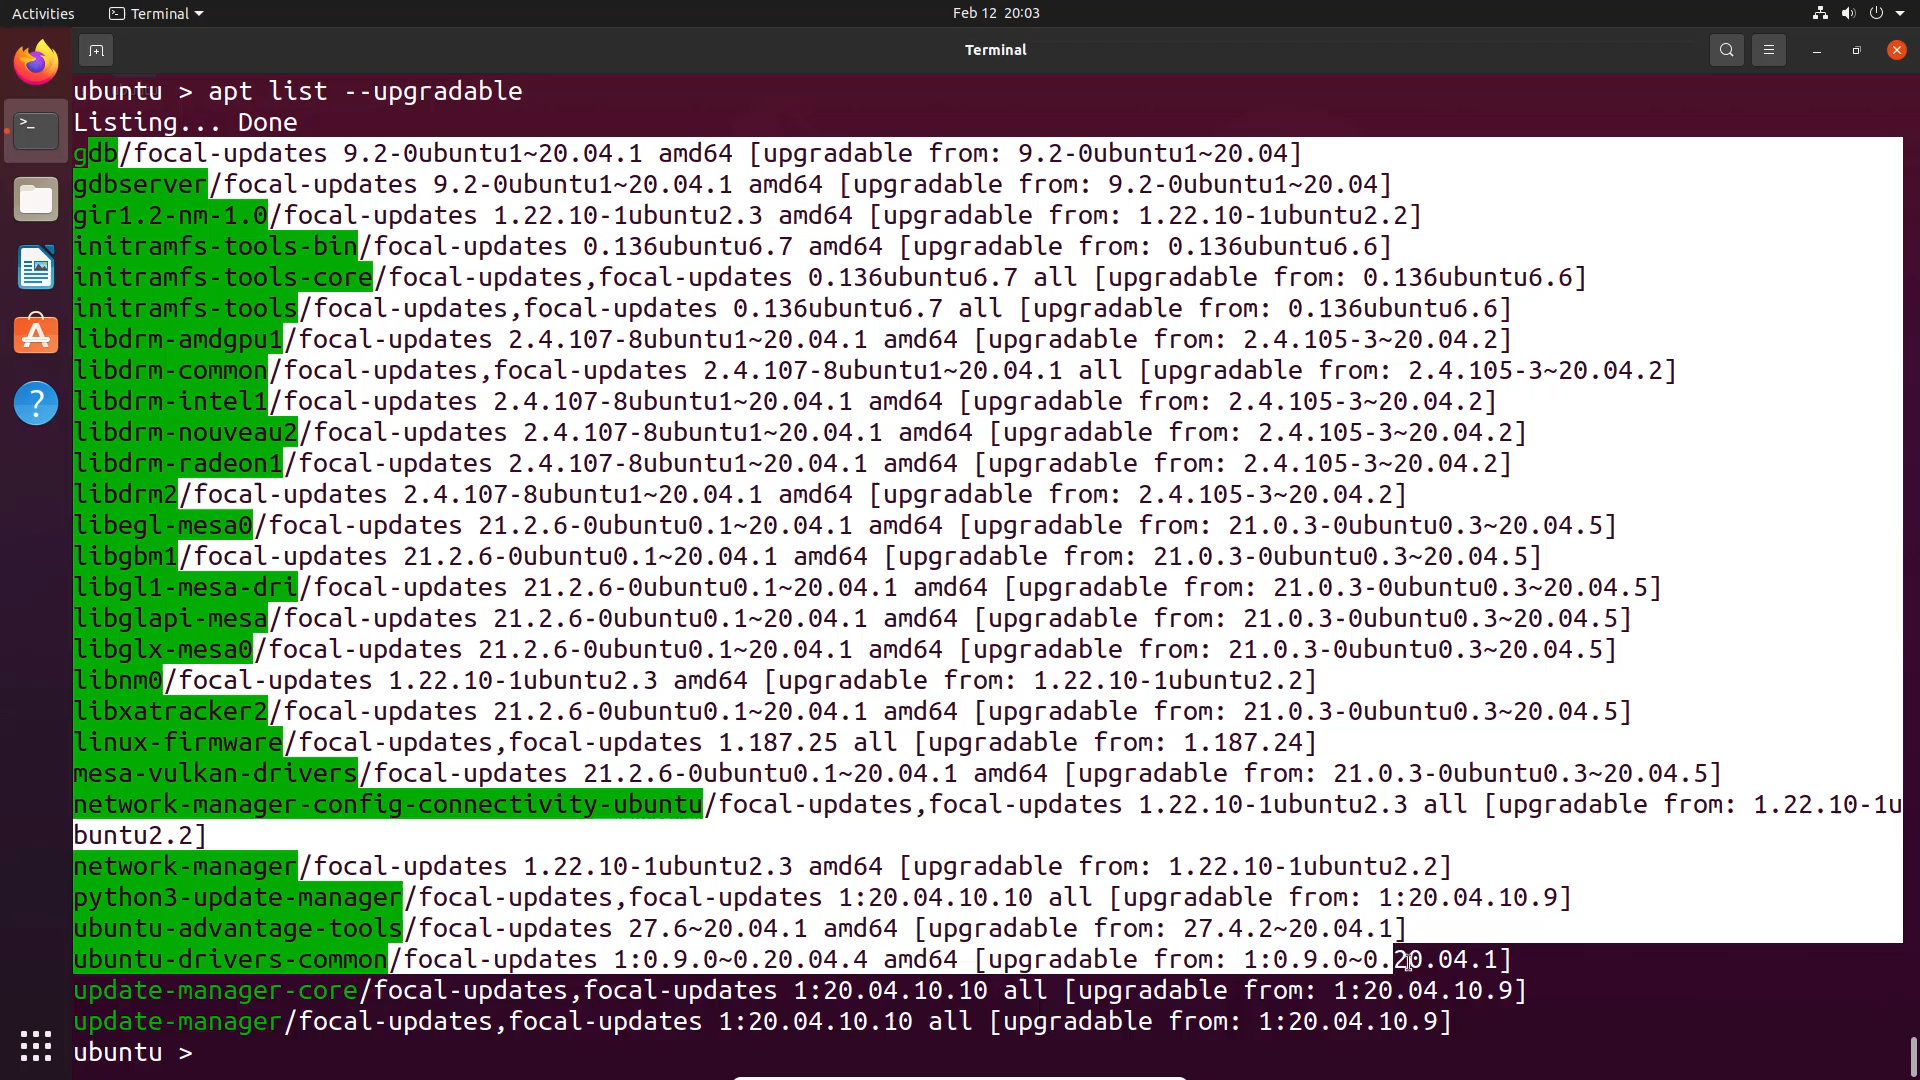 Activities Terminal Feb 12 20:03
Terminal
ubuntu > apt list --upgradable
Listing... Done
gdb/focal-updates 9.2-0ubuntu1~20.04.1 amd64 [upgradable from: 9.2-0ubuntu1~20.04]
gdbserver/focal-updates 9.2-0ubuntu1~20.04.1 amd64 [upgradable from: 9.2-0ubuntu1~20.04]
gir1.2-nm-1.0/focal-updates 1.22.10-1ubuntu2.3 amd64 [upgradable from: 1.22.10-1ubuntu2.2]
initramfs-tools-bin/focal-updates 0.136ubuntu6.7 amd64 [upgradable from: 0.136ubuntu6.6]
initramfs-tools-core/focal-updates,focal-updates 0.136ubuntu6.7 all [upgradable from: 0.136ubuntu6.6]
initramfs-tools/focal-updates,focal-updates 0.136ubuntu6.7 all [upgradable from: 0.136ubuntu6.6]
libdrm-amdgpu1/focal-updates 2.4.107-8ubuntu1~20.04.1 amd64 [upgradable from: 2.4.105-3~20.04.2]
libdrm-common/focal-updates,focal-updates 2.4.107-8ubuntu1~20.04.1 all [upgradable from: 2.4.105-3~20.04.2]
libdrm-intel1/focal-updates 2.4.107-8ubuntu1~20.04.1 amd64 [upgradable from: 2.4.105-3~20.04.2]
libdrm-nouveau2/focal-updates 2.4.107-8ubuntu1~20.04.1 amd64 [upgradable from: 2.4.105-3~20.04.2]
libdrm-radeon1/focal-updates 2.4.107-8ubuntu1~20.04.1 amd64 [upgradable from: 2.4.105-3~20.04.2]
libdrm2/focal-updates 2.4.107-8ubuntu1~20.04.1 amd64 [upgradable from: 2.4.105-3~20.04.2]
libegl-mesa0/focal-updates 21.2.6-0ubuntu0.1~20.04.1 amd64 [upgradable from: 21.0.3-0ubuntu0.3~20.04.5]
libgbm1/focal-updates 21.2.6-0ubuntu0.1~20.04.1 amd64 [upgradable from: 21.0.3-0ubuntu0.3~20.04.5]
libgl1-mesa-dri/focal-updates 21.2.6-0ubuntu0.1~20.04.1 amd64 [upgradable from: 21.0.3-0ubuntu0.3~20.04.5]
libglapi-mesa/focal-updates 21.2.6-0ubuntu0.1~20.04.1 amd64 [upgradable from: 21.0.3-0ubuntu0.3~20.04.5]
libglx-mesa0/focal-updates 21.2.6-0ubuntu0.1~20.04.1 amd64 [upgradable from: 21.0.3-0ubuntu0.3~20.04.5]
libnm0/focal-updates 1.22.10-1ubuntu2.3 amd64 [upgradable from: 1.22.10-1ubuntu2.2]
libxatracker2/focal-updates 21.2.6-0ubuntu0.1~20.04.1 amd64 [upgradable from: 21.0.3-0ubuntu0.3~20.04.5]
linux-firmware/focal-updates,focal-updates 1.187.25 all [upgradable from: 1.187.24]
mesa-vulkan-drivers/focal-updates 21.2.6-0ubuntu0.1~20.04.1 amd64 [upgradable from: 21.0.3-0ubuntu0.3~20.04.5]
network-manager-config-connectivity-ubuntu/focal-updates,focal-updates 1.22.10-1ubuntu2.3 all [upgradable from: 1.22.10-1u
buntu2.2]
network-manager/focal-updates 1.22.10-1ubuntu2.3 amd64 [upgradable from: 1.22.10-1ubuntu2.2]
python3-update-manager/focal-updates,focal-updates 1:20.04.10.10 all [upgradable from: 1:20.04.10.9]
ubuntu-advantage-tools/focal-updates 27.6~20.04.1 amd64 [upgradable from: 27.4.2~20.04.1]
ubuntu-drivers-common/focal-updates 1:0.9.0~0.20.04.4 amd64 [upgradable from: 1:0.9.0~0.20.04.1]
update-manager-core/focal-updates,focal-updates 1:20.04.10.10 all [upgradable from: 1:20.04.10.9]
update-manager/focal-updates,focal-updates 1:20.04.10.10 all [upgradable from: 1:20.04.10.9]
ubuntu >